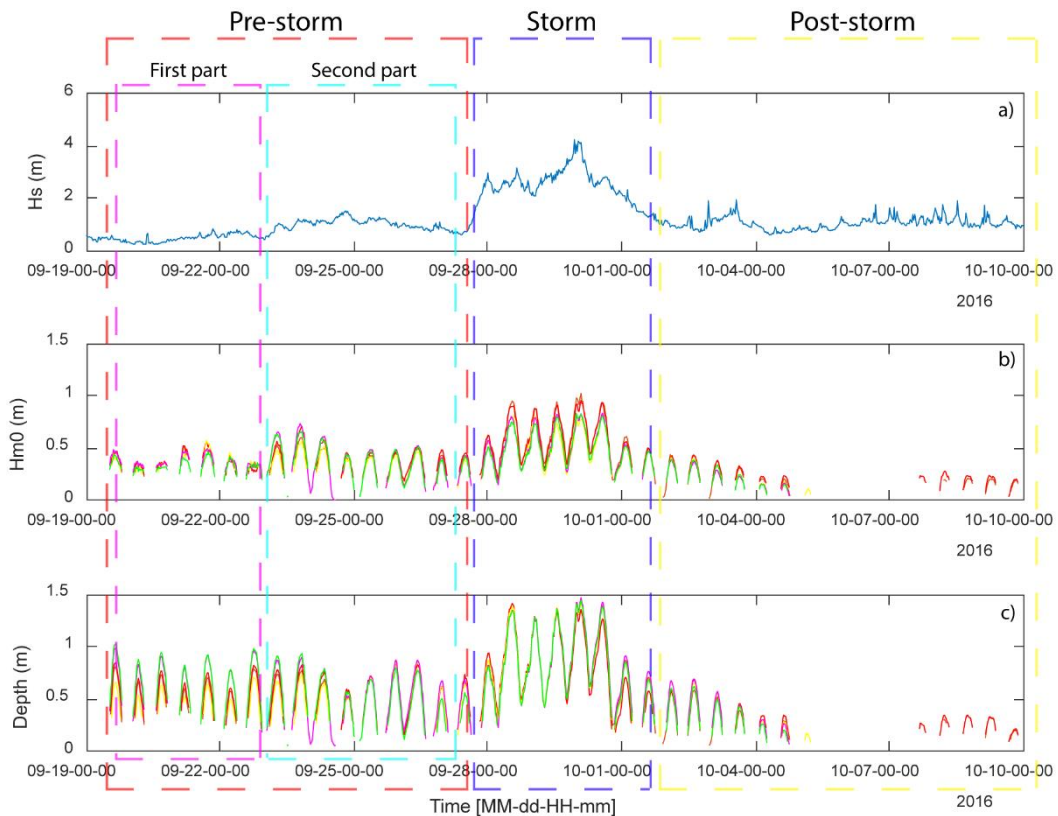 Pre-storm Storm Post-storm
First part Second part
a)
6
4
2
0
Hs (m)
09-19-00-00 09-22-00-00 09-25-00-00 09-28-00-00 10-01-00-00 10-04-00-00 10-07-00-00 10-10-00-00
2016
b)
1.5
1
0.5
0
Hm0 (m)
09-19-00-00 09-22-00-00 09-25-00-00 09-28-00-00 10-01-00-00 10-04-00-00 10-07-00-00 10-10-00-00
2016
c)
1.5
1
0.5
0
Depth (m)
09-19-00-00 09-22-00-00 09-25-00-00 09-28-00-00 10-01-00-00 10-04-00-00 10-07-00-00 10-10-00-00
2016
Time [MM-dd-HH-mm]